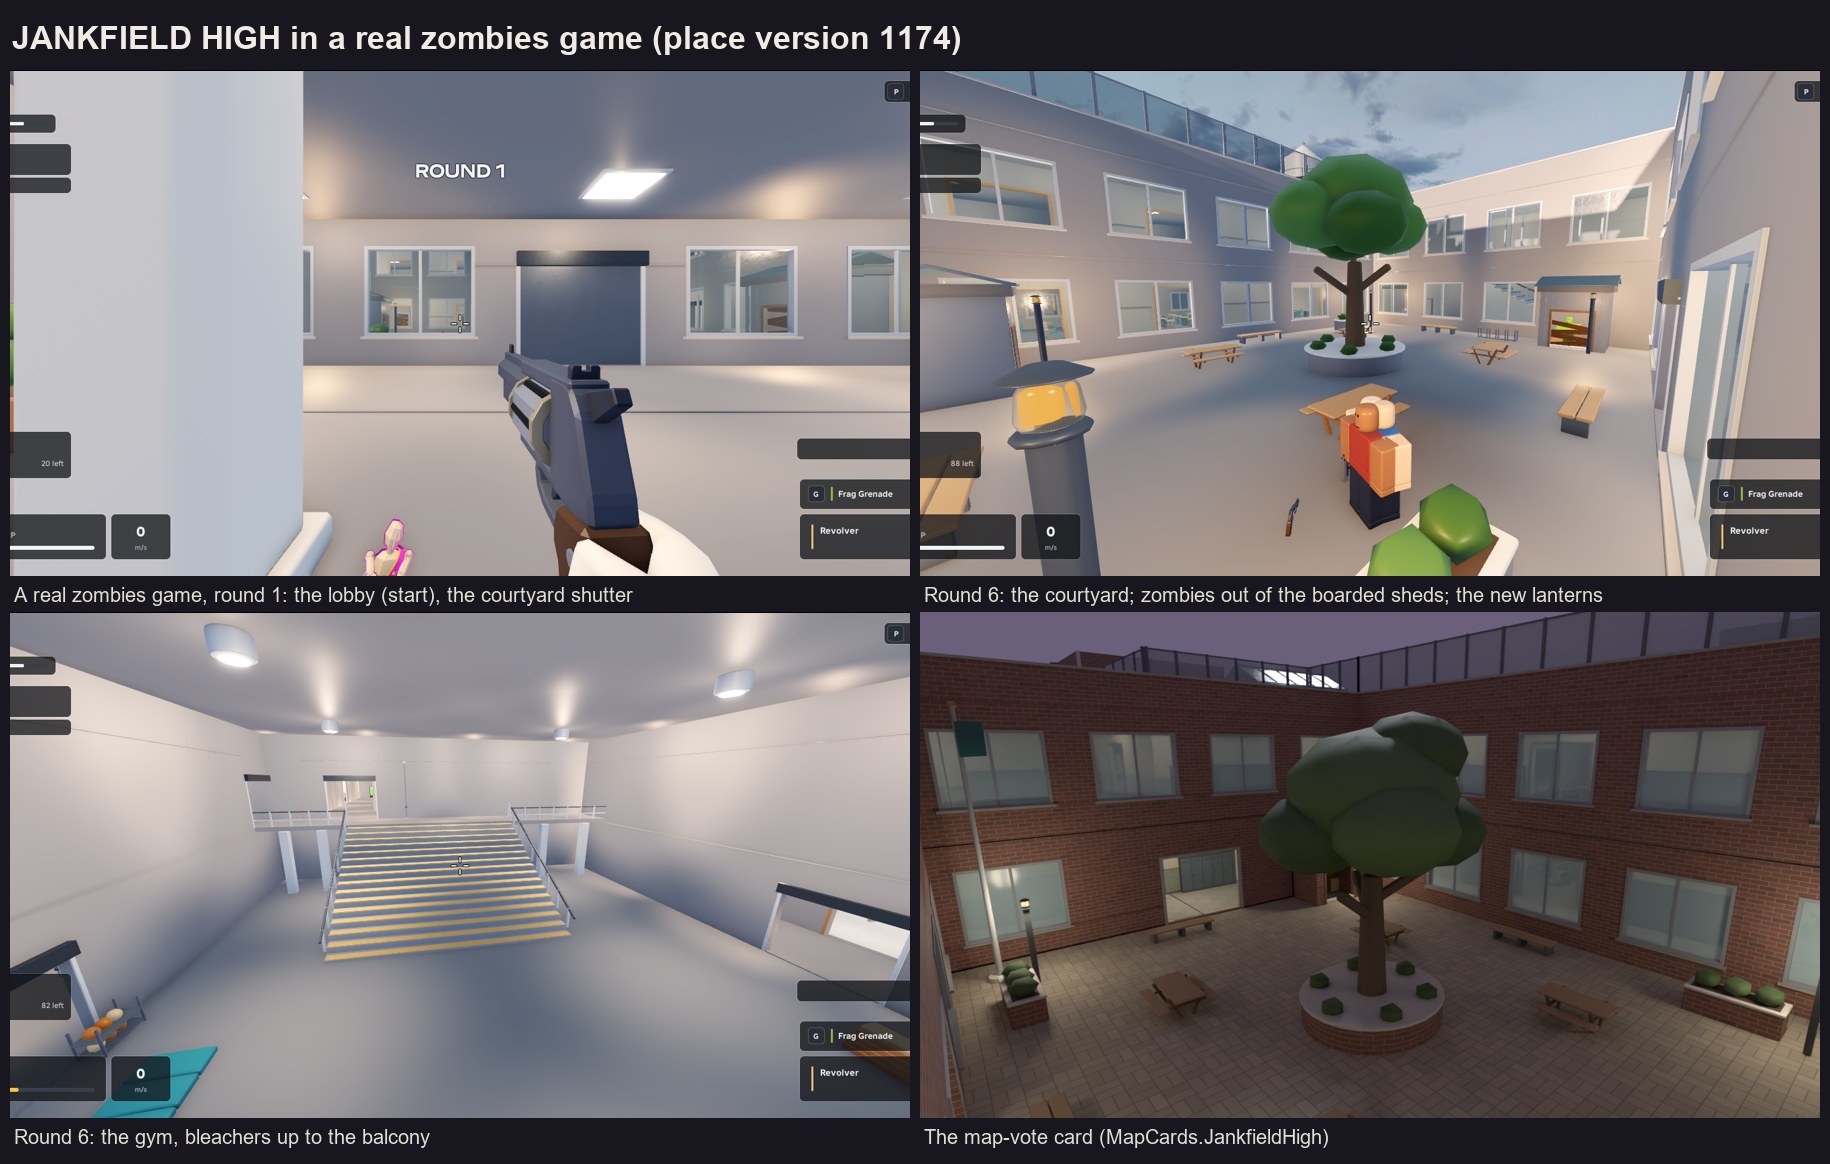 JANKFIELD HIGH in a real zombies game (place version 1174)
P
ROUND 1
20 left
P
0
m/s
G
Frag Grenade
Revolver
A real zombies game, round 1: the lobby (start), the courtyard shutter
P
88 left
P
0
m/s
G
Frag Grenade
Revolver
Round 6: the courtyard; zombies out of the boarded sheds; the new lanterns
P
82 left
0
m/s
G
Frag Grenade
Revolver
Round 6: the gym, bleachers up to the balcony
The map-vote card (MapCards.JankfieldHigh)